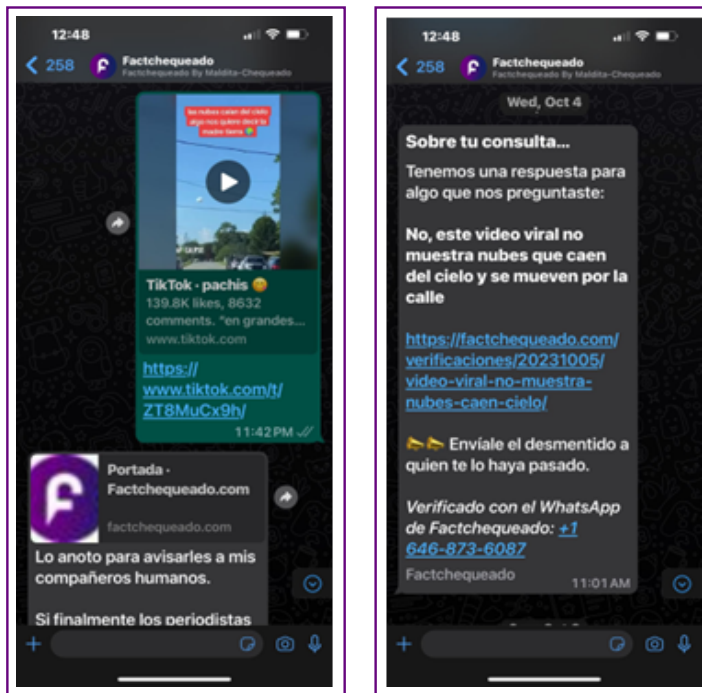 12:48
258
Factchequeado
Factchequeado By Maldita-Chequeado
las nubes caen del cielo
algo nos quiere decir la
madre tierra
TikTok · pachis 😊
139.8K likes, 8632
comments. "en grandes...
www.tiktok.com
https://
www.tiktok.com/t/
ZT8MuCx9h/
11:42PM
Portada -
Factchequeado.com
factchequeado.com
Lo anoto para avisarles a mis
compañeros humanos.
Si finalmente los periodistas
12:48
258
Factchequeado
Factchequeado By Maldita-Chequeado
Wed, Oct 4
Sobre tu consulta...
Tenemos una respuesta para
algo que nos preguntaste:
No, este video viral no
muestra nubes que caen
del cielo y se mueven por la
calle
https://factchequeado.com/
verificaciones/20231005/
video-viral-no-muestra-
nubes-caen-cielo/
📣📣 Envíale el desmentido a
quien te lo haya pasado.
Verificado con el WhatsApp
de Factchequeado: +1
646-873-6087
Factchequeado
11:01AM